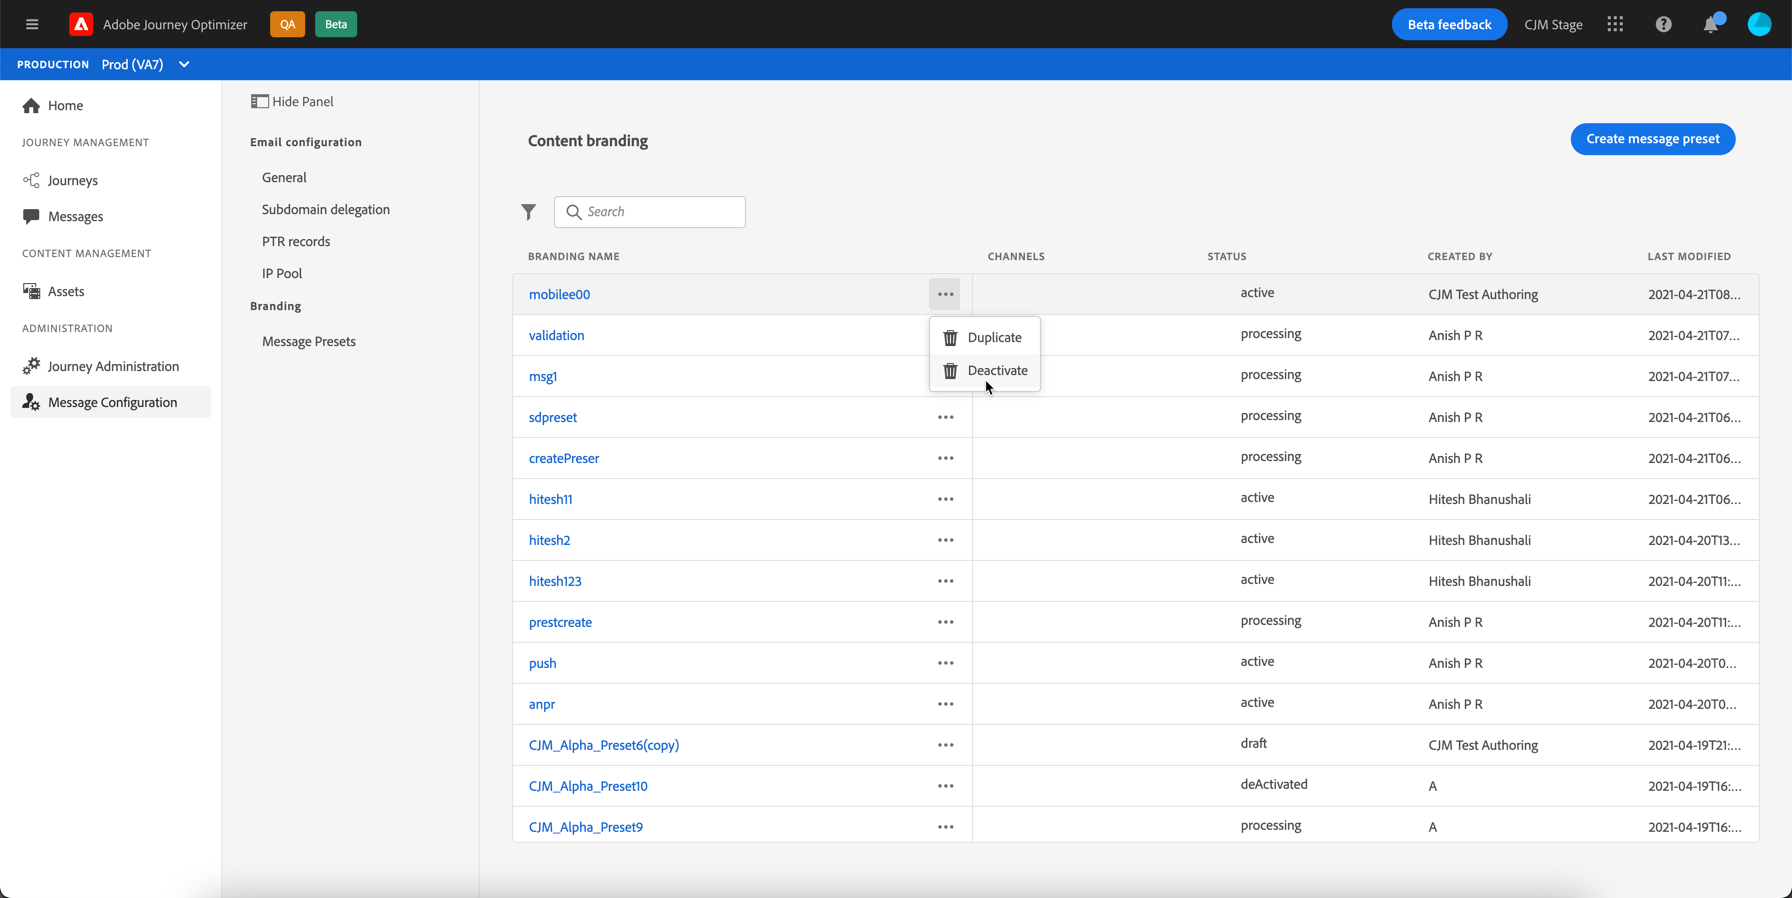 Adobe Journey Optimizer QA Beta Beta feedback CJM Stage
PRODUCTION Prod (VA7)
Home
JOURNEY MANAGEMENT
Journeys
Messages
CONTENT MANAGEMENT
Assets
ADMINISTRATION
Journey Administration
Message Configuration
Hide Panel
Email configuration
General
Subdomain delegation
PTR records
IP Pool
Branding
Message Presets
Content branding
Create message preset
Search
BRANDING NAME CHANNELS STATUS CREATED BY LAST MODIFIED
mobilee00 active CJM Test Authoring 2021-04-21T08...
validation processing Anish P R 2021-04-21T07...
msg1 processing Anish P R 2021-04-21T07...
sdpreset processing Anish P R 2021-04-21T06...
createPreser processing Anish P R 2021-04-21T06...
hitesh11 active Hitesh Bhanushali 2021-04-21T06...
hitesh2 active Hitesh Bhanushali 2021-04-20T13...
hitesh123 active Hitesh Bhanushali 2021-04-20T11:...
prestcreate processing Anish P R 2021-04-20T11:...
push active Anish P R 2021-04-20T0...
anpr active Anish P R 2021-04-20T0...
CJM_Alpha_Preset6(copy) draft CJM Test Authoring 2021-04-19T21:...
CJM_Alpha_Preset10 deActivated A 2021-04-19T16:...
CJM_Alpha_Preset9 processing A 2021-04-19T16:...
Duplicate
Deactivate